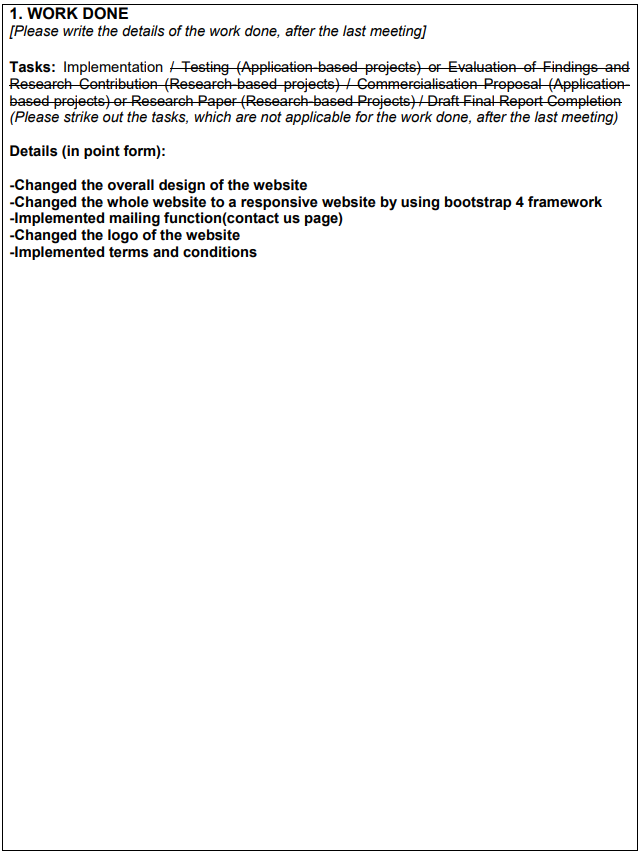 1. WORK DONE
[Please write the details of the work done, after the last meeting]
Tasks: Implementation / Testing (Application-based projects) or Evaluation of Findings and
Research Contribution (Research-based projects) / Commercialisation Proposal (Application-
based projects) or Research Paper (Research-based Projects) / Draft Final Report Completion
(Please strike out the tasks, which are not applicable for the work done, after the last meeting)
Details (in point form):
-Changed the overall design of the website
-Changed the whole website to a responsive website by using bootstrap 4 framework
-Implemented mailing function(contact us page)
-Changed the logo of the website
-Implemented terms and conditions